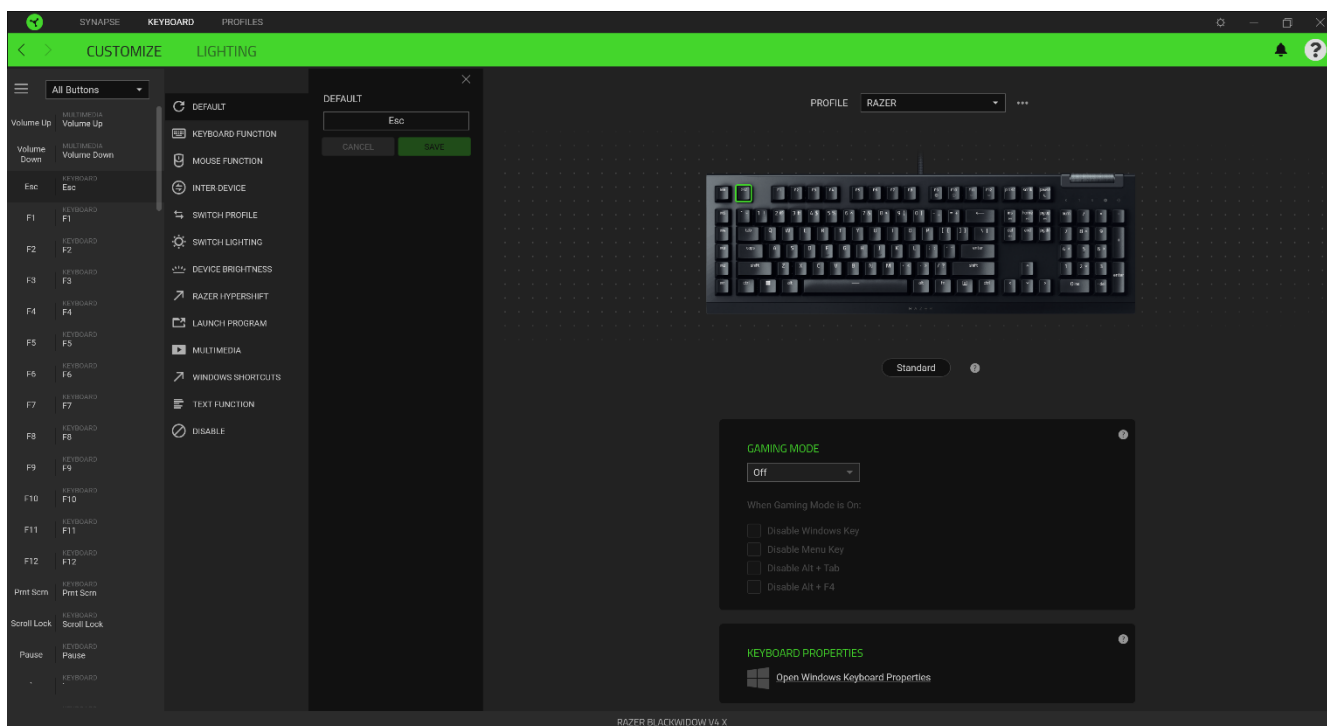 SYNAPSE KEYBOARD PROFILES
CUSTOMIZE LIGHTING
All Buttons
Volume Up MULTIMEDIA
Volume Up
Volume Down MULTIMEDIA
Volume Down
Esc KEYBOARD
Esc
F1 KEYBOARD
F1
F2 KEYBOARD
F2
F3 KEYBOARD
F3
F4 KEYBOARD
F4
F5 KEYBOARD
F5
F6 KEYBOARD
F6
F7 KEYBOARD
F7
F8 KEYBOARD
F8
F9 KEYBOARD
F9
F10 KEYBOARD
F10
F11 KEYBOARD
F11
F12 KEYBOARD
F12
Prnt Scrn KEYBOARD
Prnt Scrn
Scroll Lock KEYBOARD
Scroll Lock
Pause KEYBOARD
Pause
KEYBOARD
DEFAULT
KEYBOARD FUNCTION
MOUSE FUNCTION
INTER-DEVICE
SWITCH PROFILE
SWITCH LIGHTING
DEVICE BRIGHTNESS
RAZER HYPERSHIFT
LAUNCH PROGRAM
MULTIMEDIA
WINDOWS SHORTCUTS
TEXT FUNCTION
DISABLE
DEFAULT
Esc
CANCEL SAVE
PROFILE RAZER
Standard
GAMING MODE
Off
When Gaming Mode is On:
Disable Windows Key
Disable Menu Key
Disable Alt + Tab
Disable Alt + F4
KEYBOARD PROPERTIES
Open Windows Keyboard Properties
RAZER BLACKWIDOW V4 X